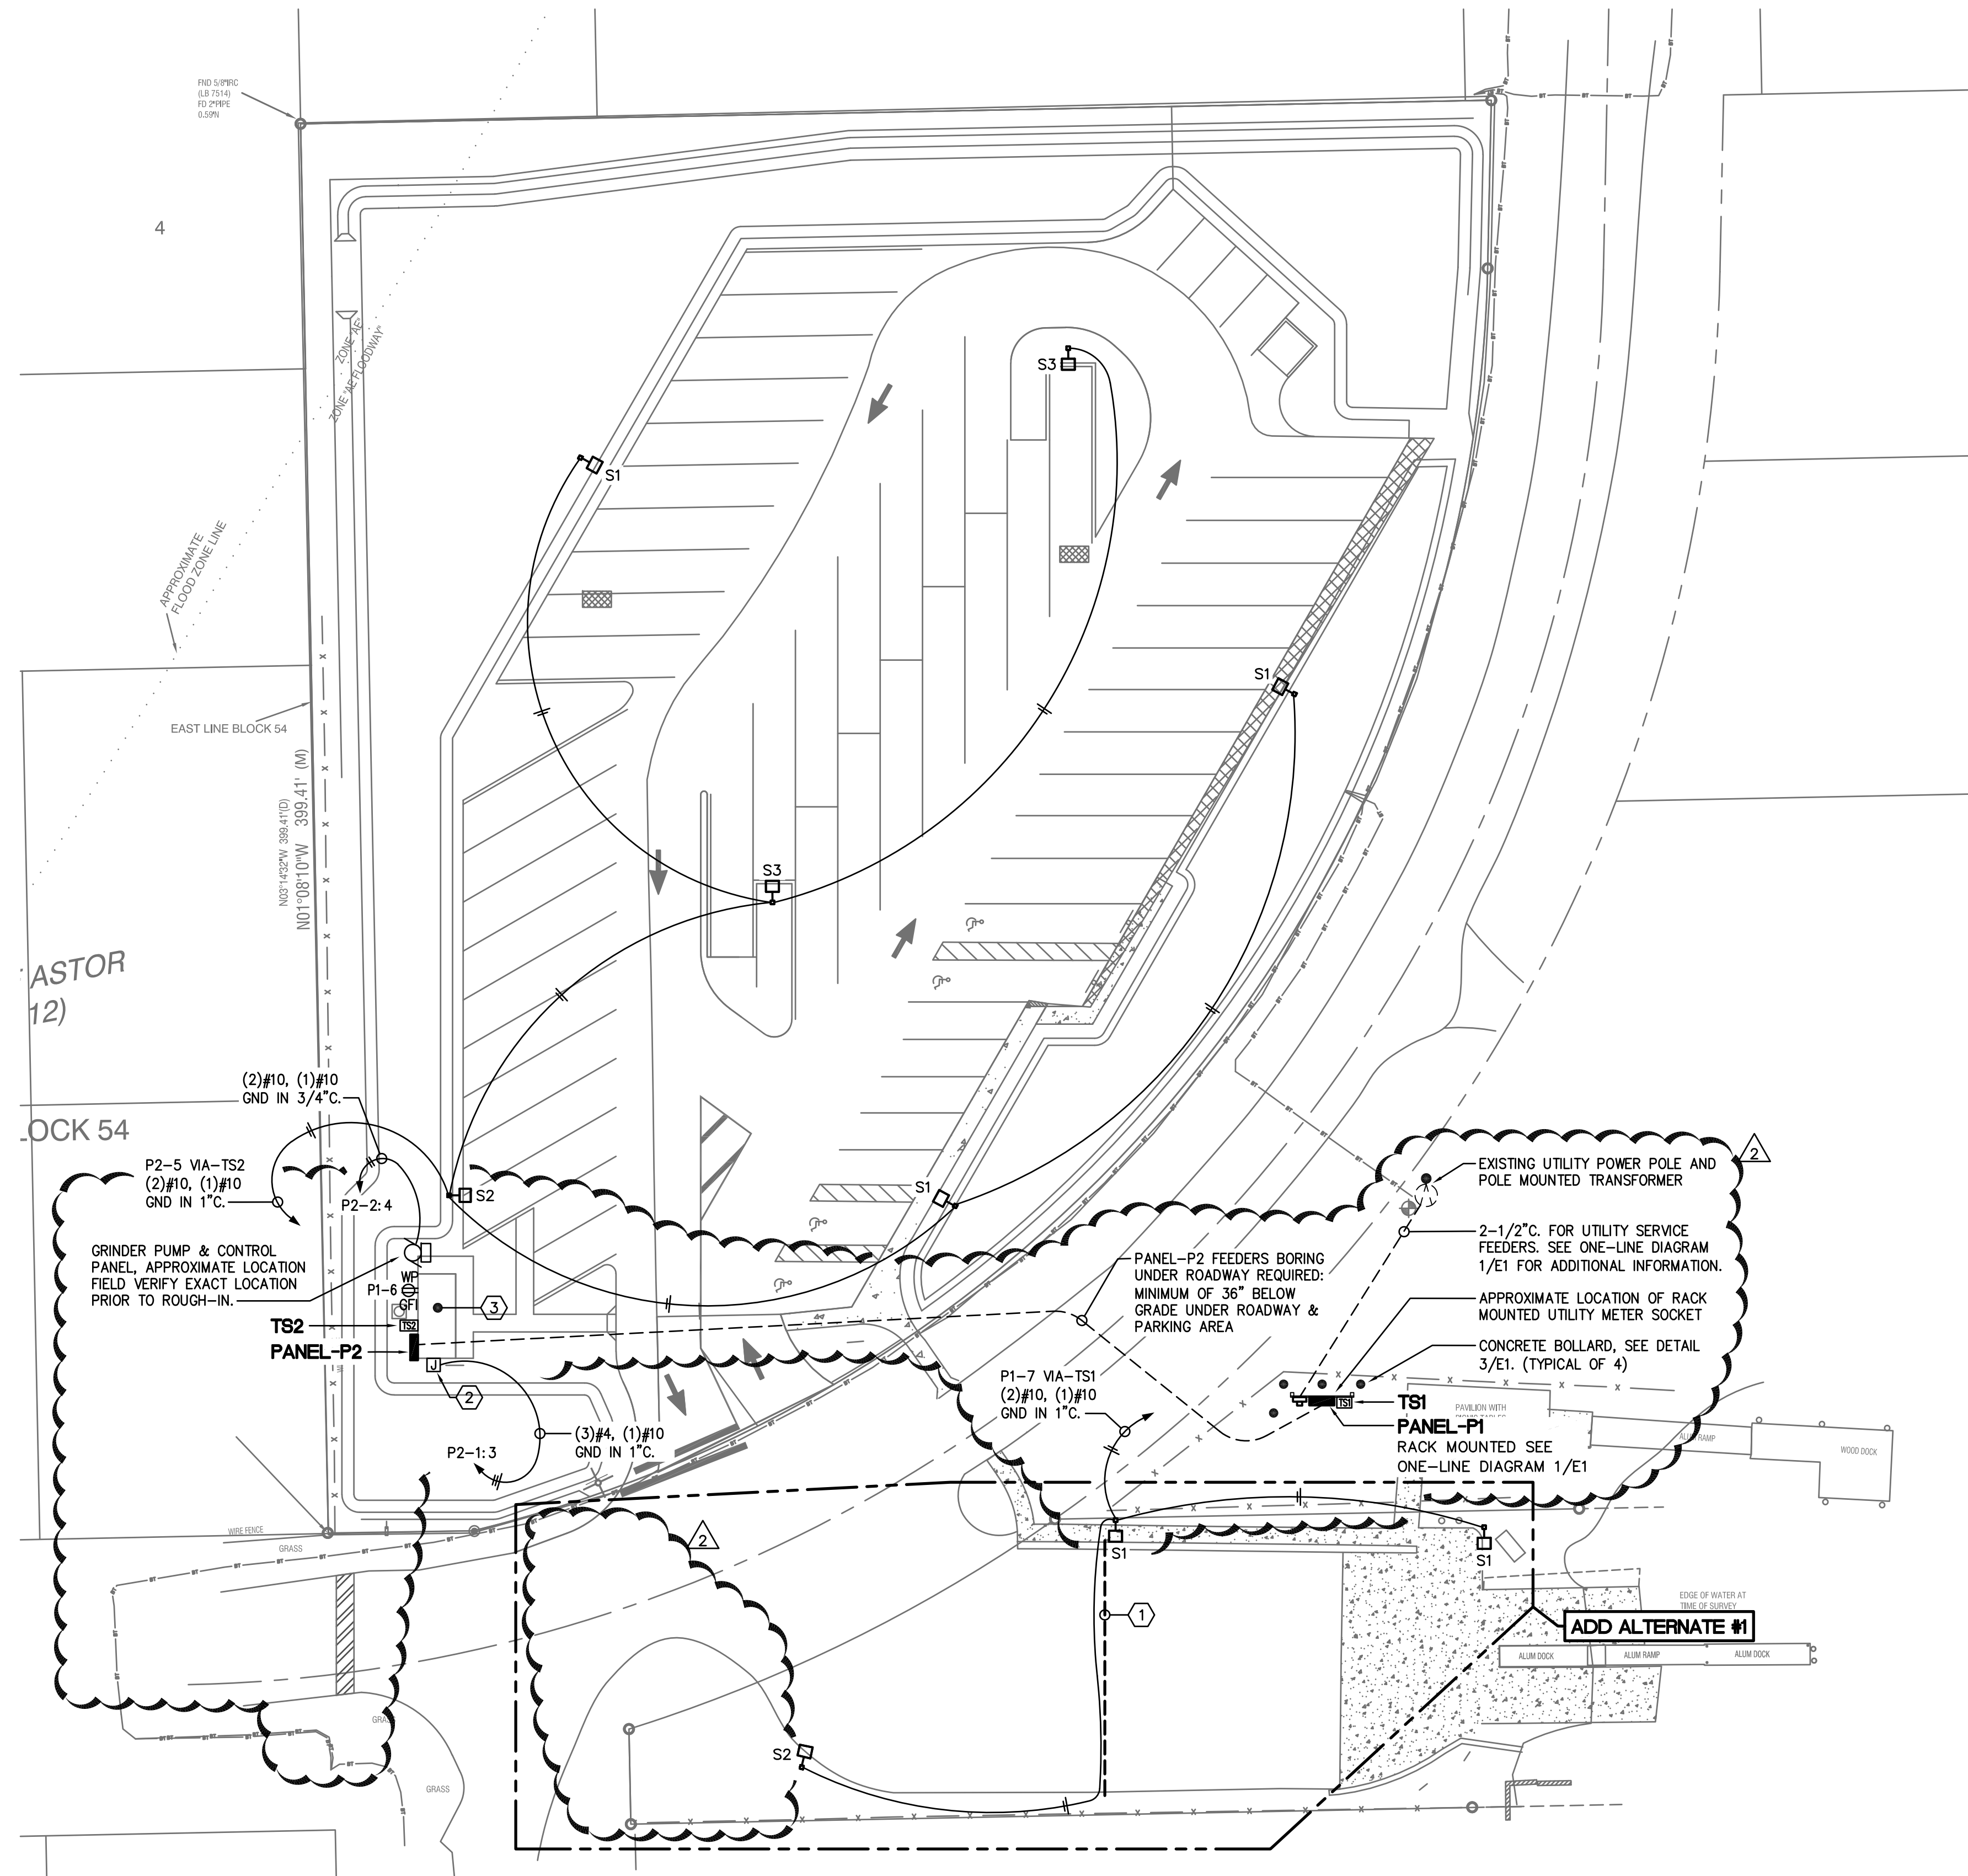 FND 5/8"IRC
(LB 7514)
FD 2"PIPE
0.59'N
4
ZONE "AE"
ZONE "AE FLOODWAY"
S3
S1
APPROXIMATE
FLOOD ZONE LINE
S1
EAST LINE BLOCK 54
N03°14'32"W 399.41'(D)
N01°08'10"W 399.41' (M)
S3
ASTOR
12)
(2)#10, (1)#10
GND IN 3/4"C.
OCK 54
P2-5 VIA-TS2
(2)#10, (1)#10
GND IN 1"C.
P2-2:4
S2
S1
2
EXISTING UTILITY POWER POLE AND
POLE MOUNTED TRANSFORMER
2-1/2"C. FOR UTILITY SERVICE
FEEDERS. SEE ONE-LINE DIAGRAM
1/E1 FOR ADDITIONAL INFORMATION.
GRINDER PUMP & CONTROL
PANEL, APPROXIMATE LOCATION
FIELD VERIFY EXACT LOCATION
PRIOR TO ROUGH-IN.
PANEL-P2 FEEDERS BORING
UNDER ROADWAY REQUIRED:
MINIMUM OF 36" BELOW
GRADE UNDER ROADWAY &
PARKING AREA
WP
P1-6
GFI
3
APPROXIMATE LOCATION OF RACK
MOUNTED UTILITY METER SOCKET
TS2
TS2
PANEL-P2
CONCRETE BOLLARD, SEE DETAIL
3/E1. (TYPICAL OF 4)
J
2
P1-7 VIA-TS1
(2)#10, (1)#10
GND IN 1"C.
TS1
TS1
PANEL-P1
RACK MOUNTED SEE
ONE-LINE DIAGRAM 1/E1
PAVILION WITH
ALUM RAMP
WOOD DOCK
(3)#4, (1)#10
GND IN 1"C.
P2-1:3
WIRE FENCE
GRASS
2
S1
S1
1
EDGE OF WATER AT
TIME OF SURVEY
ADD ALTERNATE #1
ALUM DOCK
ALUM RAMP
ALUM DOCK
S2
GRASS